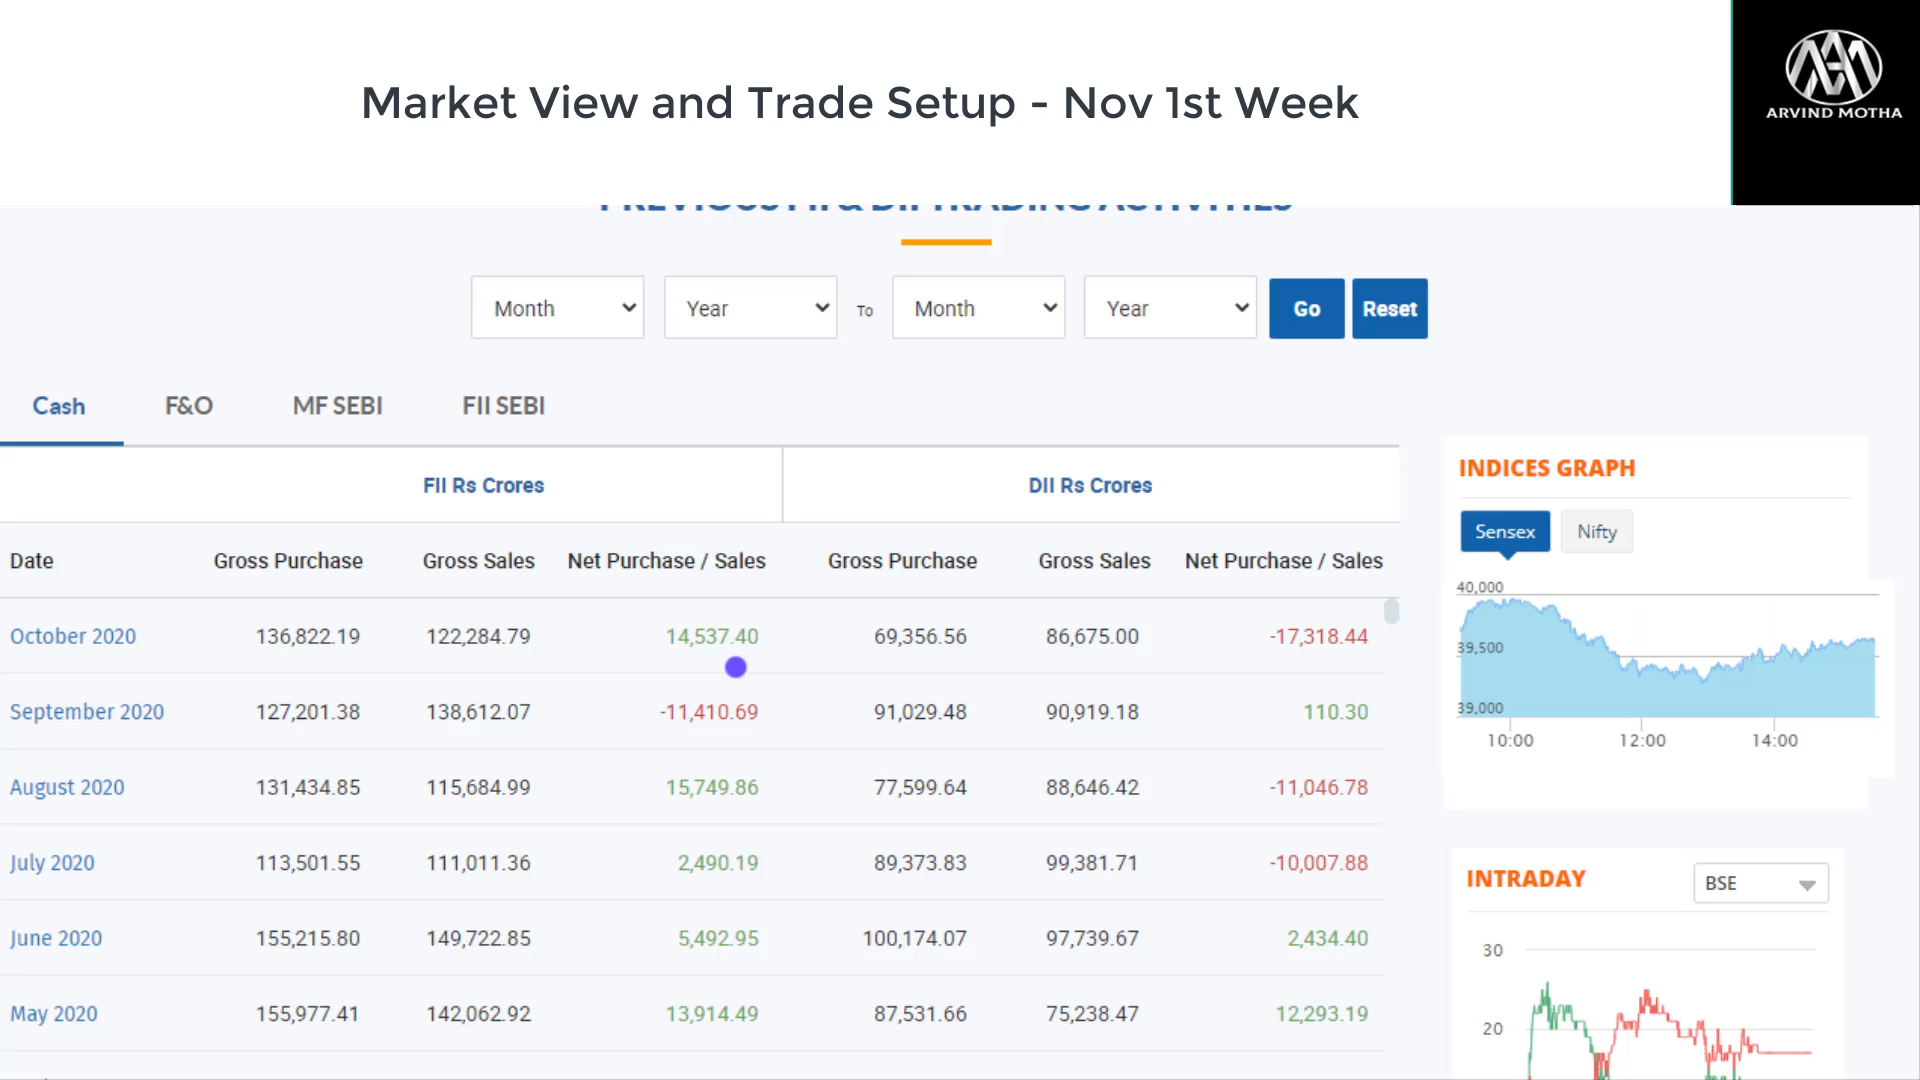 Market View and Trade Setup - Nov 1st Week
ARVIND MOTHA
PREVIOUS FII & DII TRADING ACTIVITIES
Month Year To Month Year Go Reset
Cash F&O MF SEBI FII SEBI
FII Rs Crores DII Rs Crores
Date Gross Purchase Gross Sales Net Purchase / Sales Gross Purchase Gross Sales Net Purchase / Sales
October 2020 136,822.19 122,284.79 14,537.40 69,356.56 86,675.00 -17,318.44
September 2020 127,201.38 138,612.07 -11,410.69 91,029.48 90,919.18 110.30
August 2020 131,434.85 115,684.99 15,749.86 77,599.64 88,646.42 -11,046.78
July 2020 113,501.55 111,011.36 2,490.19 89,373.83 99,381.71 -10,007.88
June 2020 155,215.80 149,722.85 5,492.95 100,174.07 97,739.67 2,434.40
May 2020 155,977.41 142,062.92 13,914.49 87,531.66 75,238.47 12,293.19
INDICES GRAPH
Sensex Nifty
40,000
39,500
39,000
10:00 12:00 14:00
INTRADAY BSE
30
20